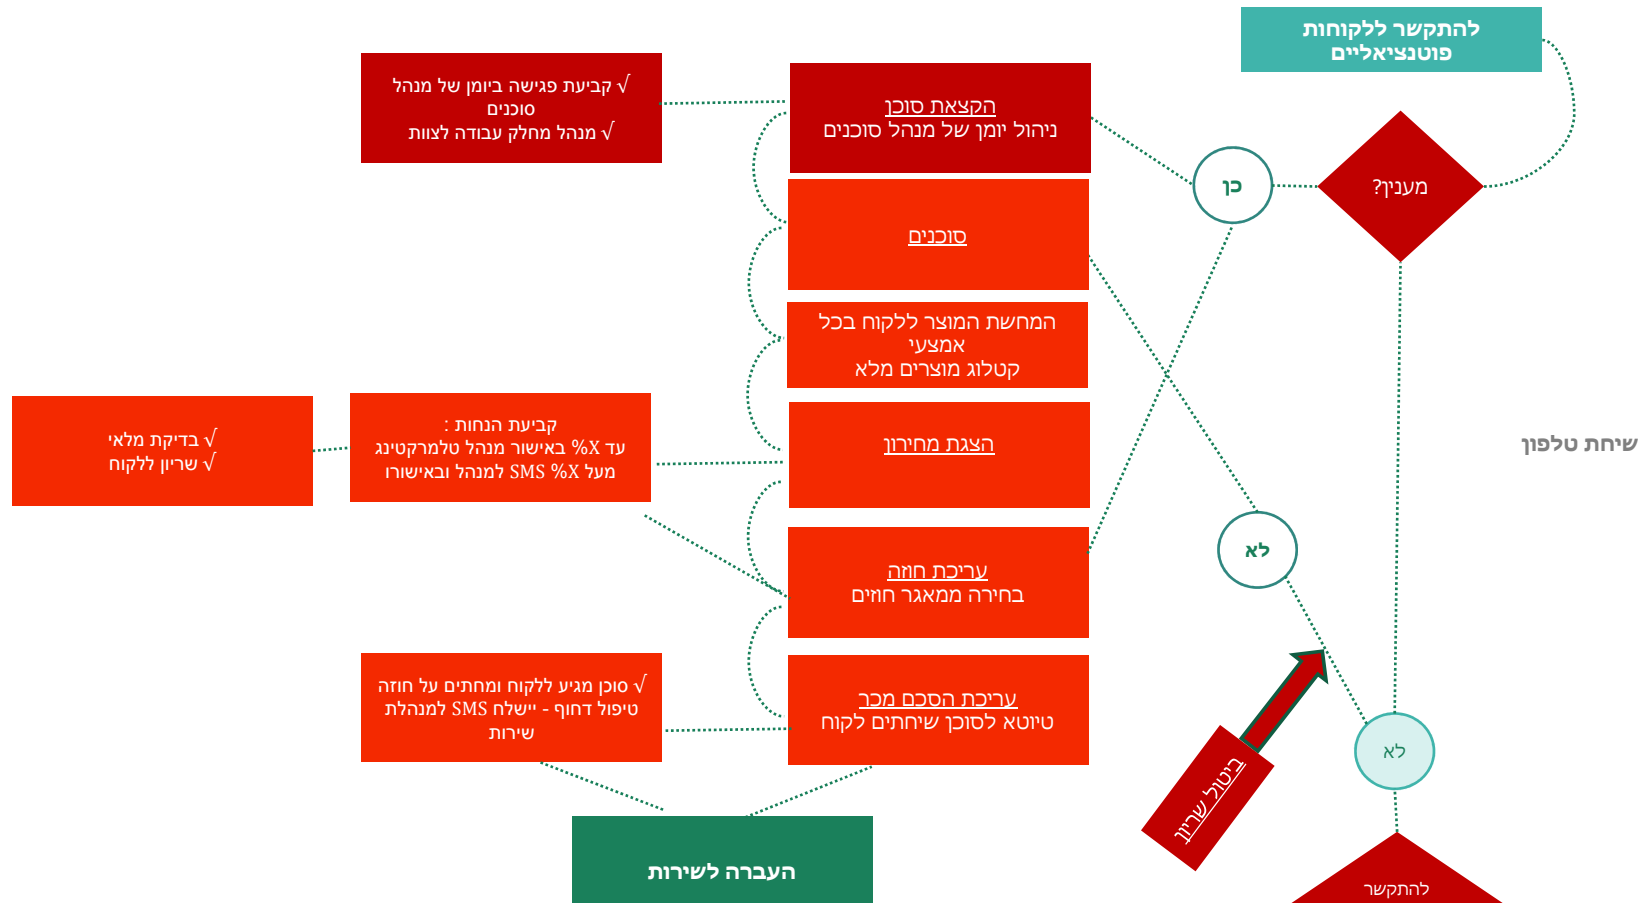 להתקשר ללקוחות
פוטנציאליים
מענין?
כן
הקצאת סוכן
ניהול יומן של מנהל סוכנים
√ קביעת פגישה ביומן של מנהל
סוכנים
√ מנהל מחלק עבודה לצוות
סוכנים
המחשת המוצר ללקוח בכל
אמצעי
קטלוג מוצרים מלא
הצגת מחירון
קביעת הנחות :
עד X% באישור מנהל טלמרקטינג
מעל X% SMS למנהל ובאישורו
√ בדיקת מלאי
√ שריון ללקוח
שיחת טלפון
עריכת חוזה
בחירה ממאגר חוזים
לא
עריכת הסכם מכר
טיוטא לסוכן שיחתים לקוח
√ סוכן מגיע ללקוח ומחתים על חוזה
טיפול דחוף - יישלח SMS למנהלת
שירות
לא
ביטול שריון
העברה לשירות
להתקשר